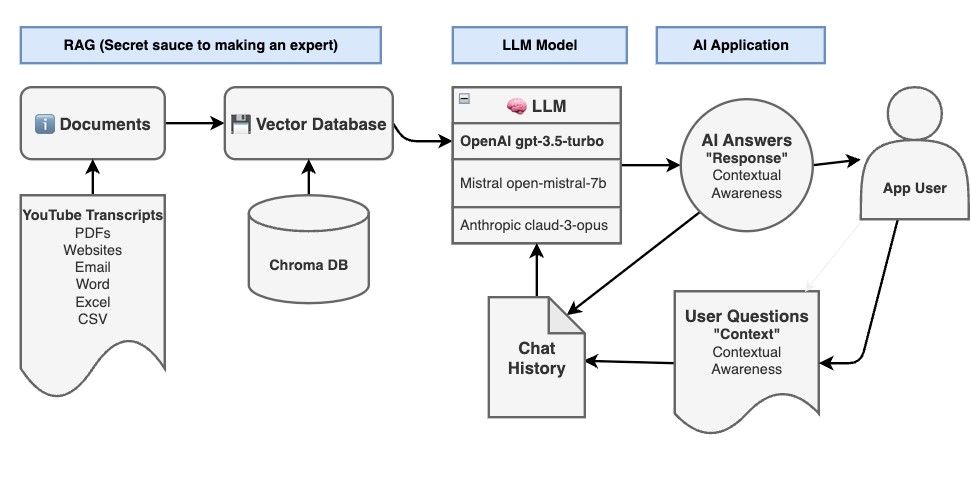 RAG (Secret sauce to making an expert)
LLM Model
AI Application
ℹ️ Documents
💾 Vector Database
🧠 LLM
OpenAI gpt-3.5-turbo
Mistral open-mistral-7b
Anthropic claud-3-opus
AI Answers
"Response"
Contextual
Awareness
App User
YouTube Transcripts
PDFs
Websites
Email
Word
Excel
CSV
Chroma DB
Chat
History
User Questions
"Context"
Contextual
Awareness